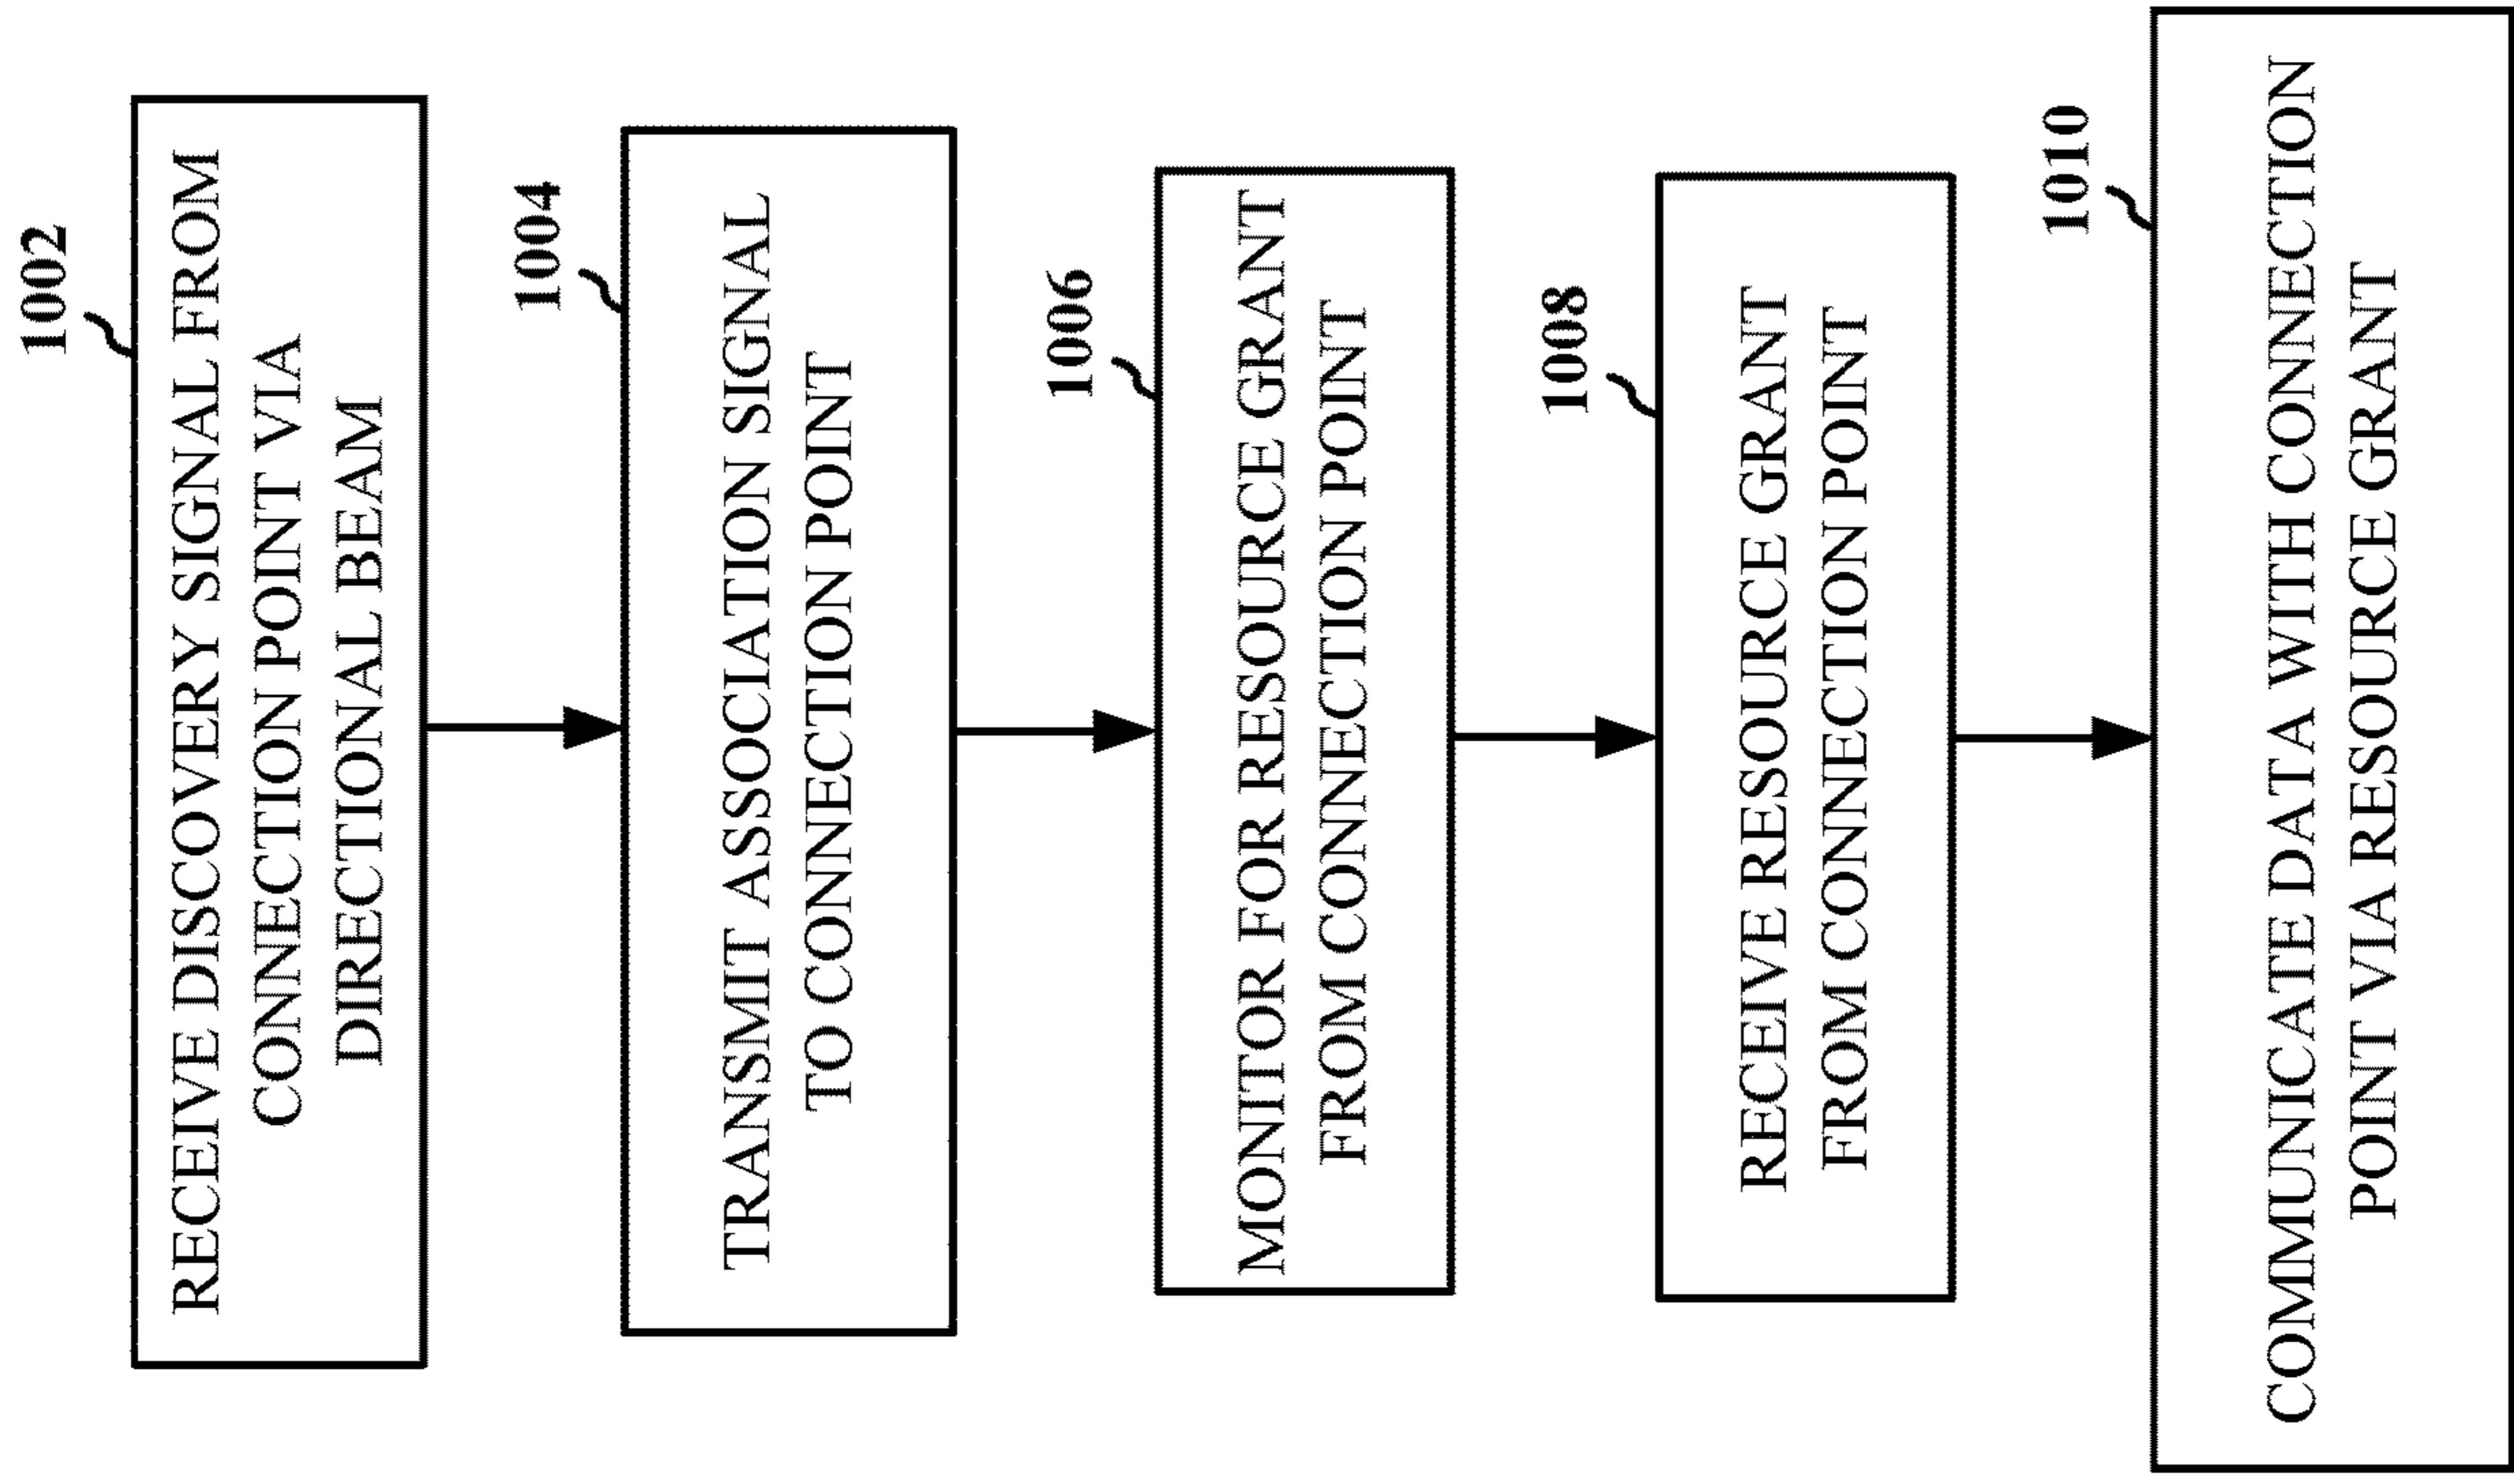 1002
RECEIVE DISCOVERY SIGNAL FROM
CONNECTION POINT VIA
DIRECTIONAL BEAM
1004
TRANSMIT ASSOCIATION SIGNAL
TO CONNECTION POINT
1006
MONITOR FOR RESOURCE GRANT
FROM CONNECTION POINT
1008
RECEIVE RESOURCE GRANT
FROM CONNECTION POINT
1010
COMMUNICATE DATA WITH CONNECTION
POINT VIA RESOURCE GRANT